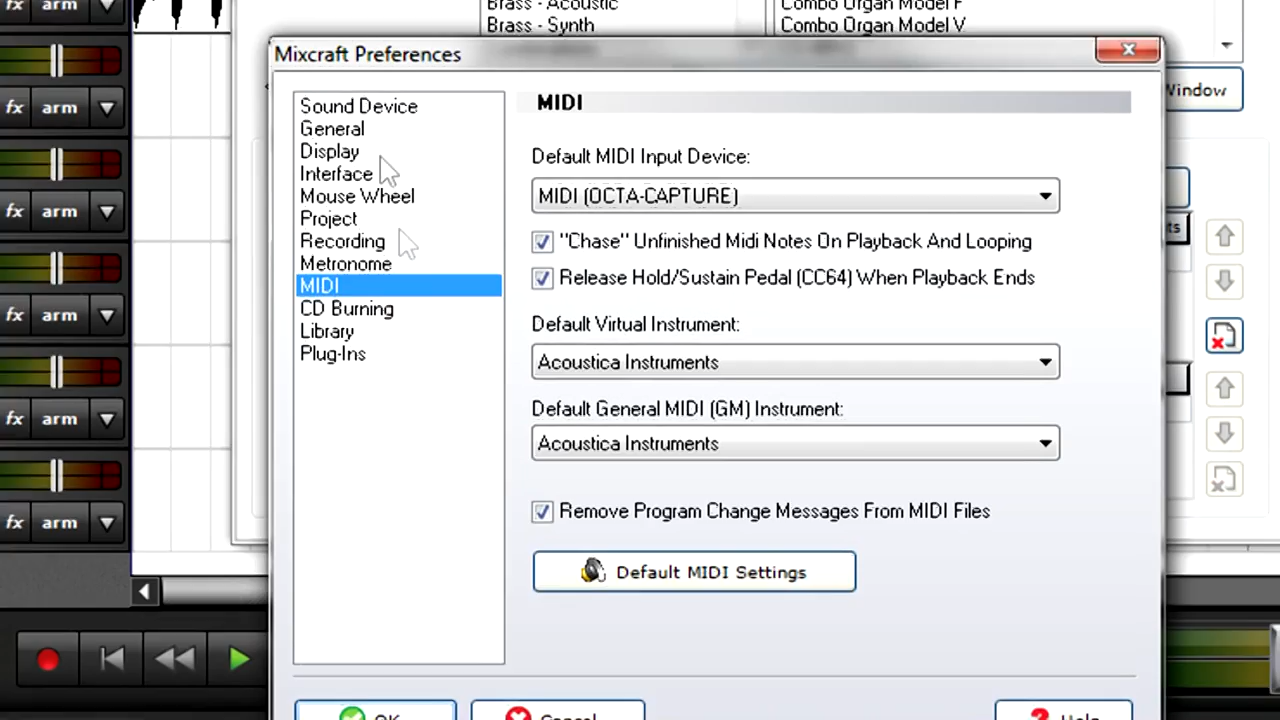 Brass - Acoustic
Combo Organ Model F
Brass - Synth
Combo Organ Model V
Mixcraft Preferences
Window
Sound Device
General
Display
Interface
Mouse Wheel
Project
Recording
Metronome
MIDI
CD Burning
Library
Plug-Ins
MIDI
Default MIDI Input Device:
MIDI (OCTA-CAPTURE)
"Chase" Unfinished Midi Notes On Playback And Looping
Release Hold/Sustain Pedal (CC64) When Playback Ends
Default Virtual Instrument:
Acoustica Instruments
Default General MIDI (GM) Instrument:
Acoustica Instruments
Remove Program Change Messages From MIDI Files
Default MIDI Settings
OK
Cancel
Help
fx arm
fx arm
fx arm
fx arm
fx arm